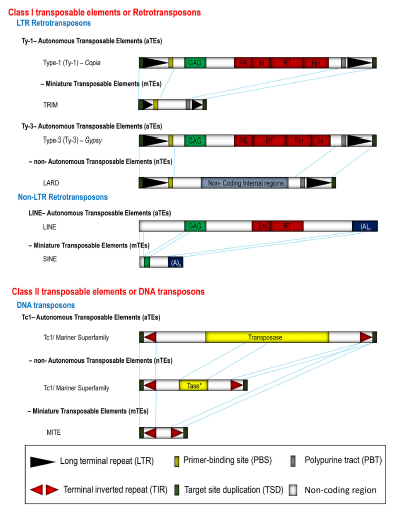 Class I transposable elements or Retrotransposons
LTR Retrotransposons
Ty-1– Autonomous Transposable Elements (aTEs)
Type-1 (Ty-1) – Copia
GAG PR IN RT RH
– Miniature Transposable Elements (mTEs)
TRIM
Ty-3– Autonomous Transposable Elements (aTEs)
Type-3 (Ty-3) – Gypsy
GAG PR RT RH IN
– non- Autonomous Transposable Elements (nTEs)
LARD
Non- Coding Internal regions
Non-LTR Retrotransposons
LINE– Autonomous Transposable Elements (aTEs)
LINE
GAG RT (A)n
– Miniature Transposable Elements (mTEs)
SINE
(A)n
Class II transposable elements or DNA transposons
DNA transposons
Tc1– Autonomous Transposable Elements (aTEs)
Tc1/ Mariner Superfamily
Transposase
– non- Autonomous Transposable Elements (nTEs)
Tc1/ Mariner Superfamily
Tase*
– Miniature Transposable Elements (mTEs)
MITE
Long terminal repeat (LTR) Primer-binding site (PBS) Polypurine tract (PBT)
Terminal inverted repeat (TIR) Target site duplication (TSD) Non-coding region